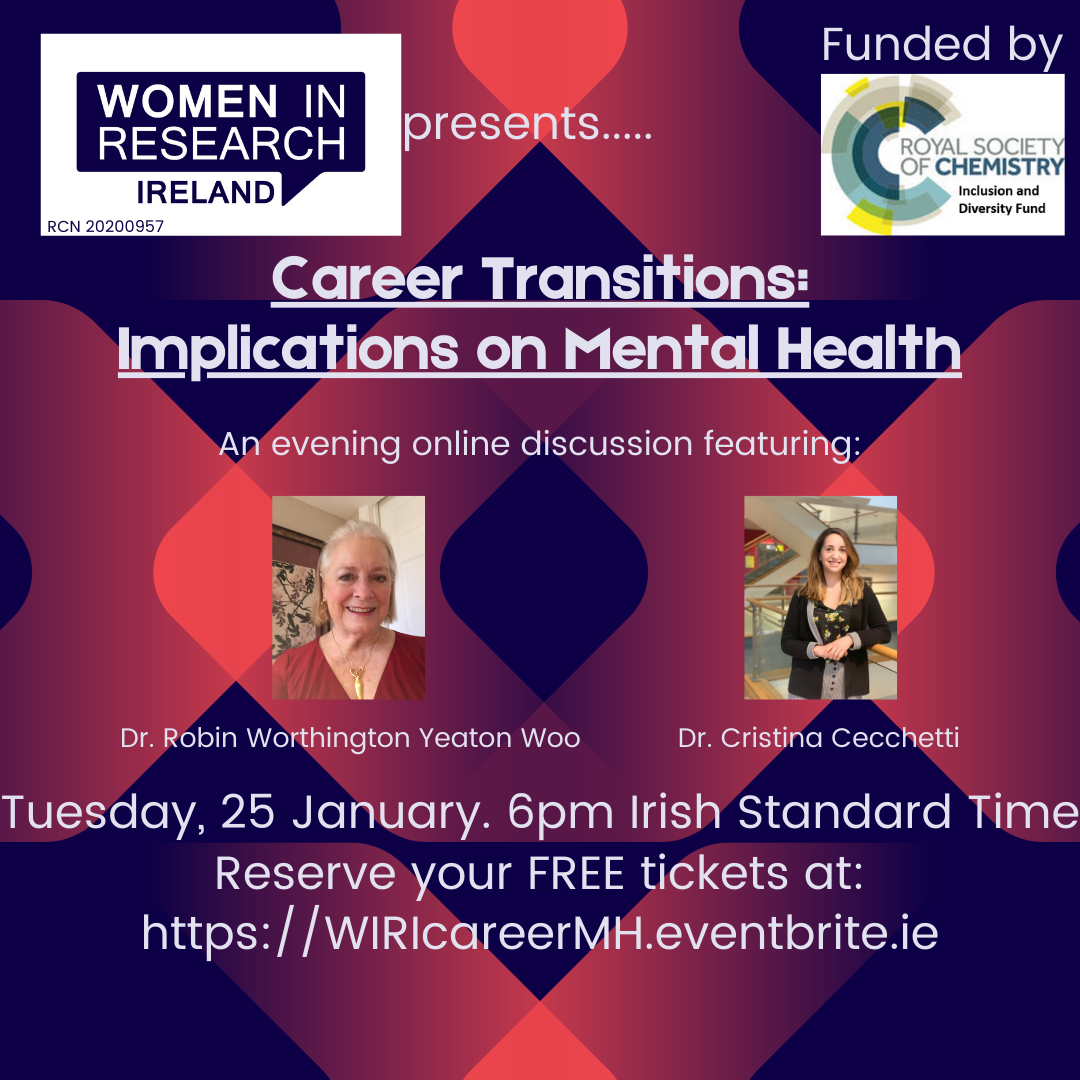 WOMEN IN
RESEARCH
IRELAND
RCN 20200957
presents.....
Funded by
ROYAL SOCIETY
OF CHEMISTRY
Inclusion and
Diversity Fund
Career Transitions:
Implications on Mental Health
An evening online discussion featuring:
Dr. Robin Worthington Yeaton Woo
Dr. Cristina Cecchetti
Tuesday, 25 January. 6pm Irish Standard Time
Reserve your FREE tickets at:
https://WIRIcareerMH.eventbrite.ie